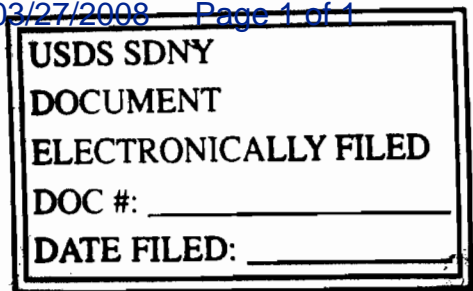 03/27/2008 Page 1 of 1
USDS SDNY
DOCUMENT
ELECTRONICALLY FILED
DOC #:
DATE FILED: